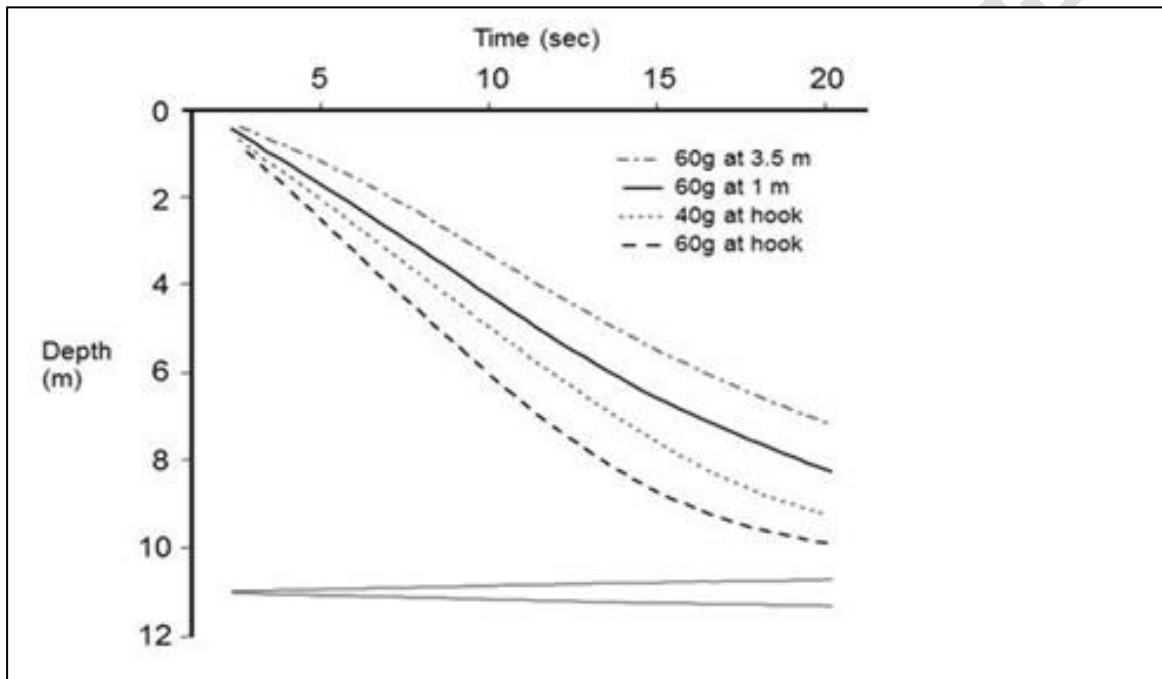 Time (sec)
5 10 15 20
0
60g at 3.5 m
60g at 1 m
2
40g at hook
60g at hook
4
Depth
(m)
6
8
10
12